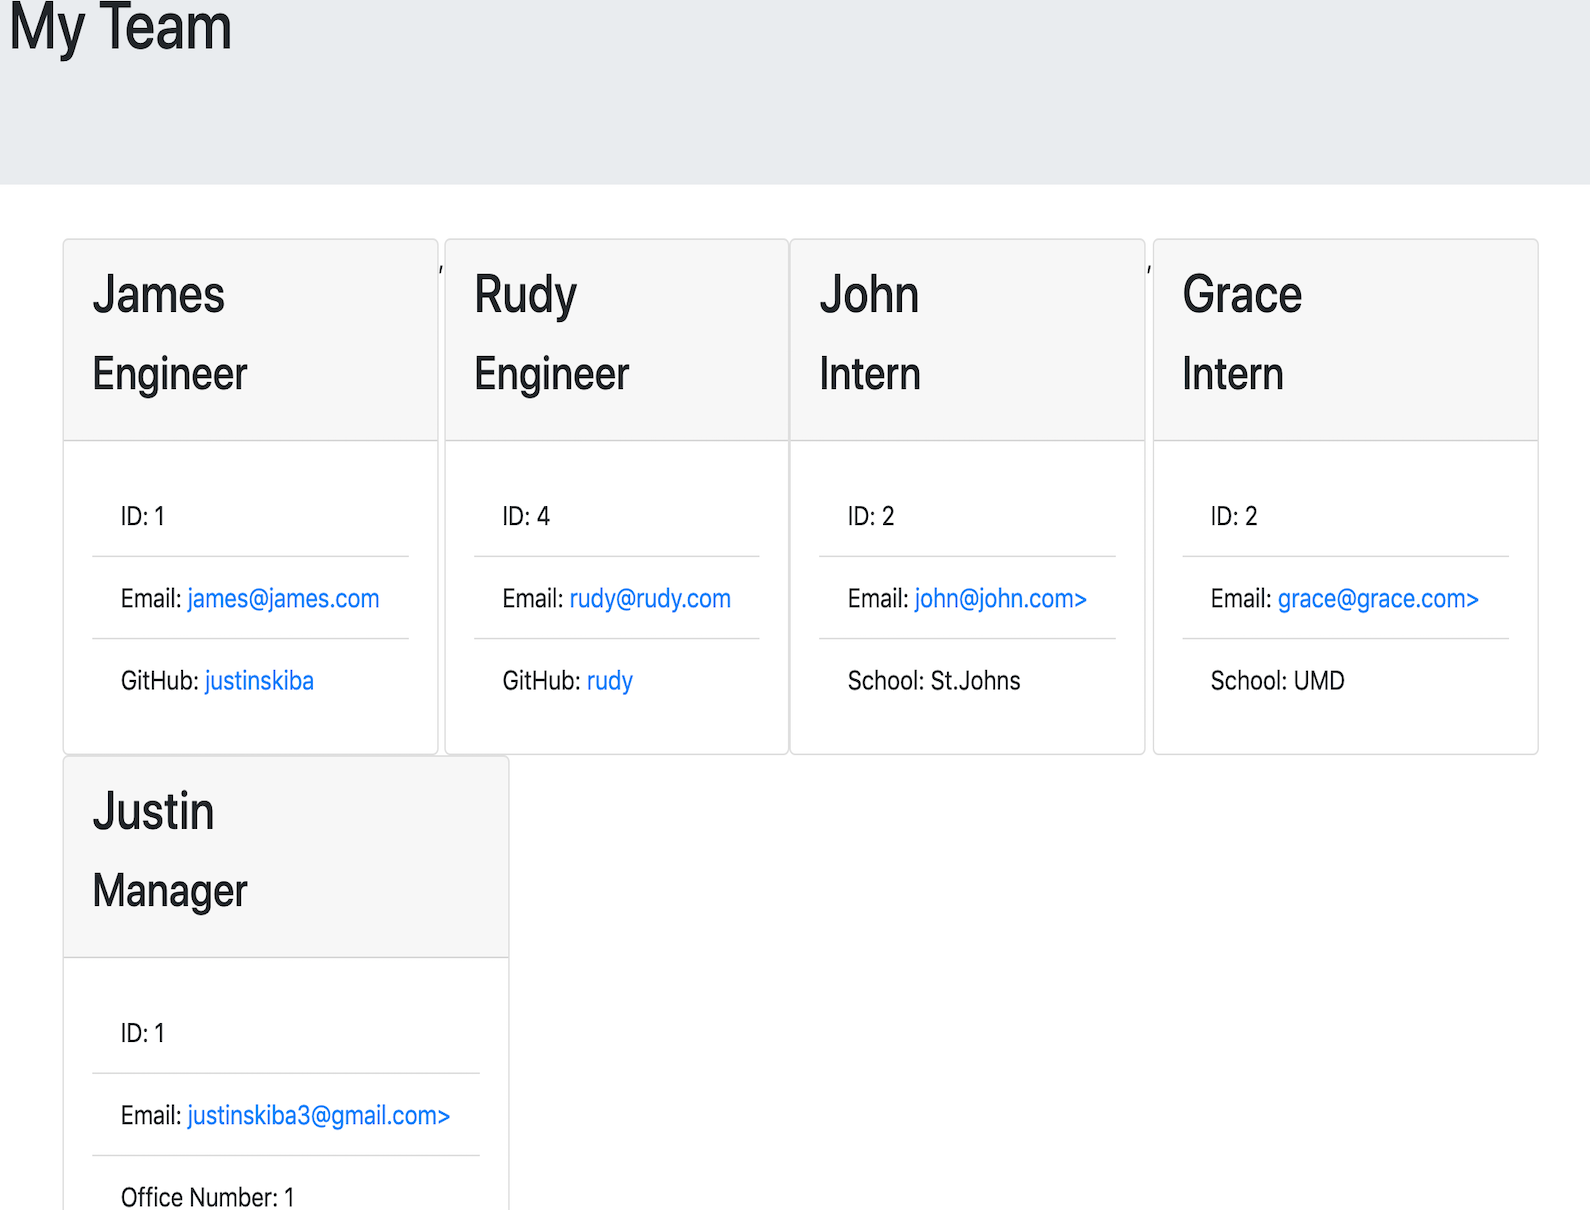 My Team
James
Engineer
ID: 1
Email: james@james.com
GitHub: justinskiba
,
Rudy
Engineer
ID: 4
Email: rudy@rudy.com
GitHub: rudy
John
Intern
ID: 2
Email: john@john.com>
School: St.Johns
,
Grace
Intern
ID: 2
Email: grace@grace.com>
School: UMD
Justin
Manager
ID: 1
Email: justinskiba3@gmail.com>
Office Number: 1